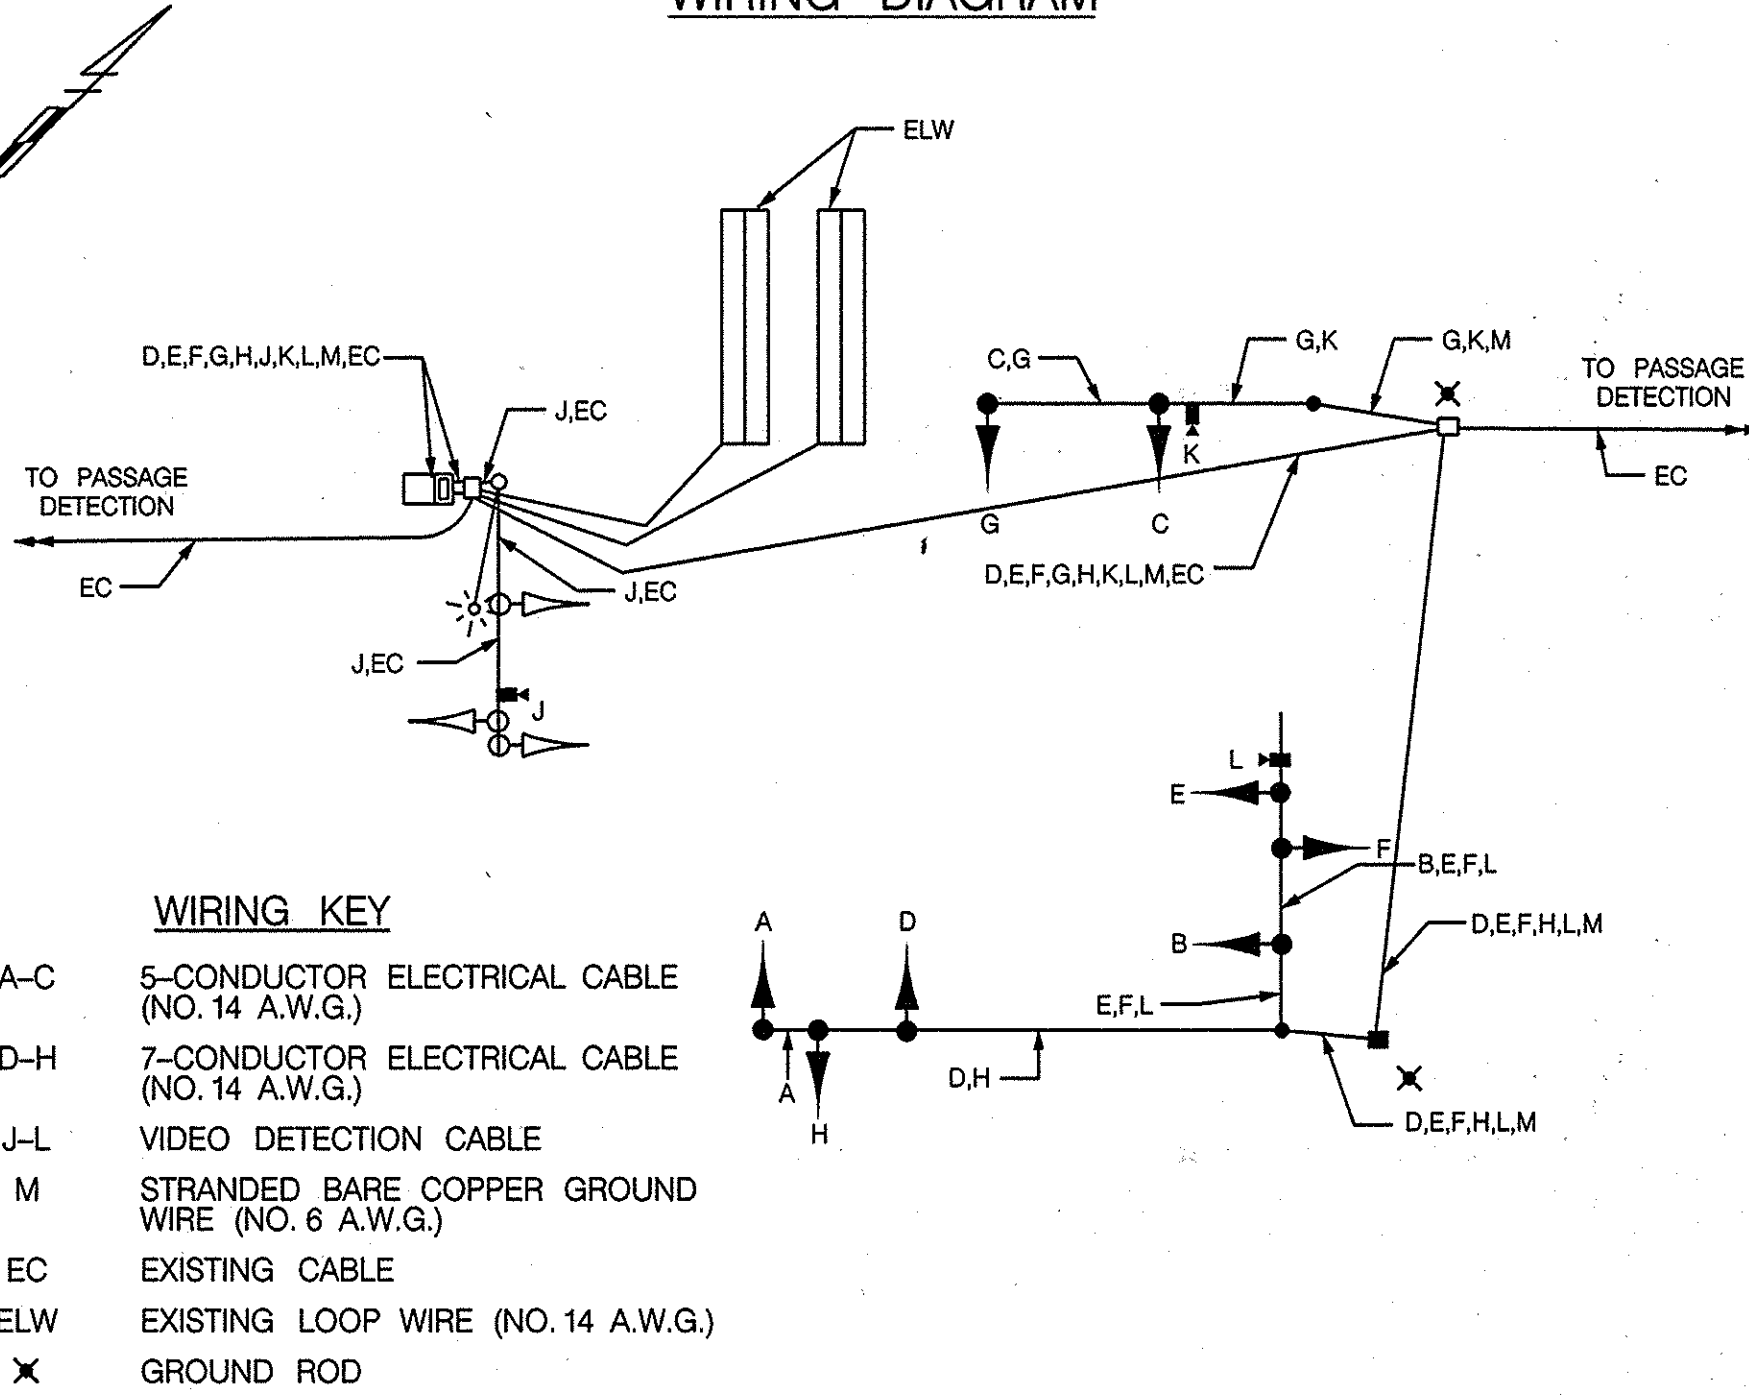 WIRING DIAGRAM
ELW
D,E,F,G,H,J,K,L,M,EC
J,EC
C,G
G,K
G,K,M
TO PASSAGE
DETECTION
K
EC
TO PASSAGE
DETECTION
G
C
EC
D,E,F,G,H,K,L,M,EC
J,EC
J,EC
J
L
E
F
B,E,F,L
B
D,E,F,H,L,M
A
D
E,F,L
A
D,H
H
D,E,F,H,L,M
WIRING KEY
A–C 5–CONDUCTOR ELECTRICAL CABLE
(NO. 14 A.W.G.)
D–H 7–CONDUCTOR ELECTRICAL CABLE
(NO. 14 A.W.G.)
J–L VIDEO DETECTION CABLE
M STRANDED BARE COPPER GROUND
WIRE (NO. 6 A.W.G.)
EC EXISTING CABLE
ELW EXISTING LOOP WIRE (NO. 14 A.W.G.)
GROUND ROD